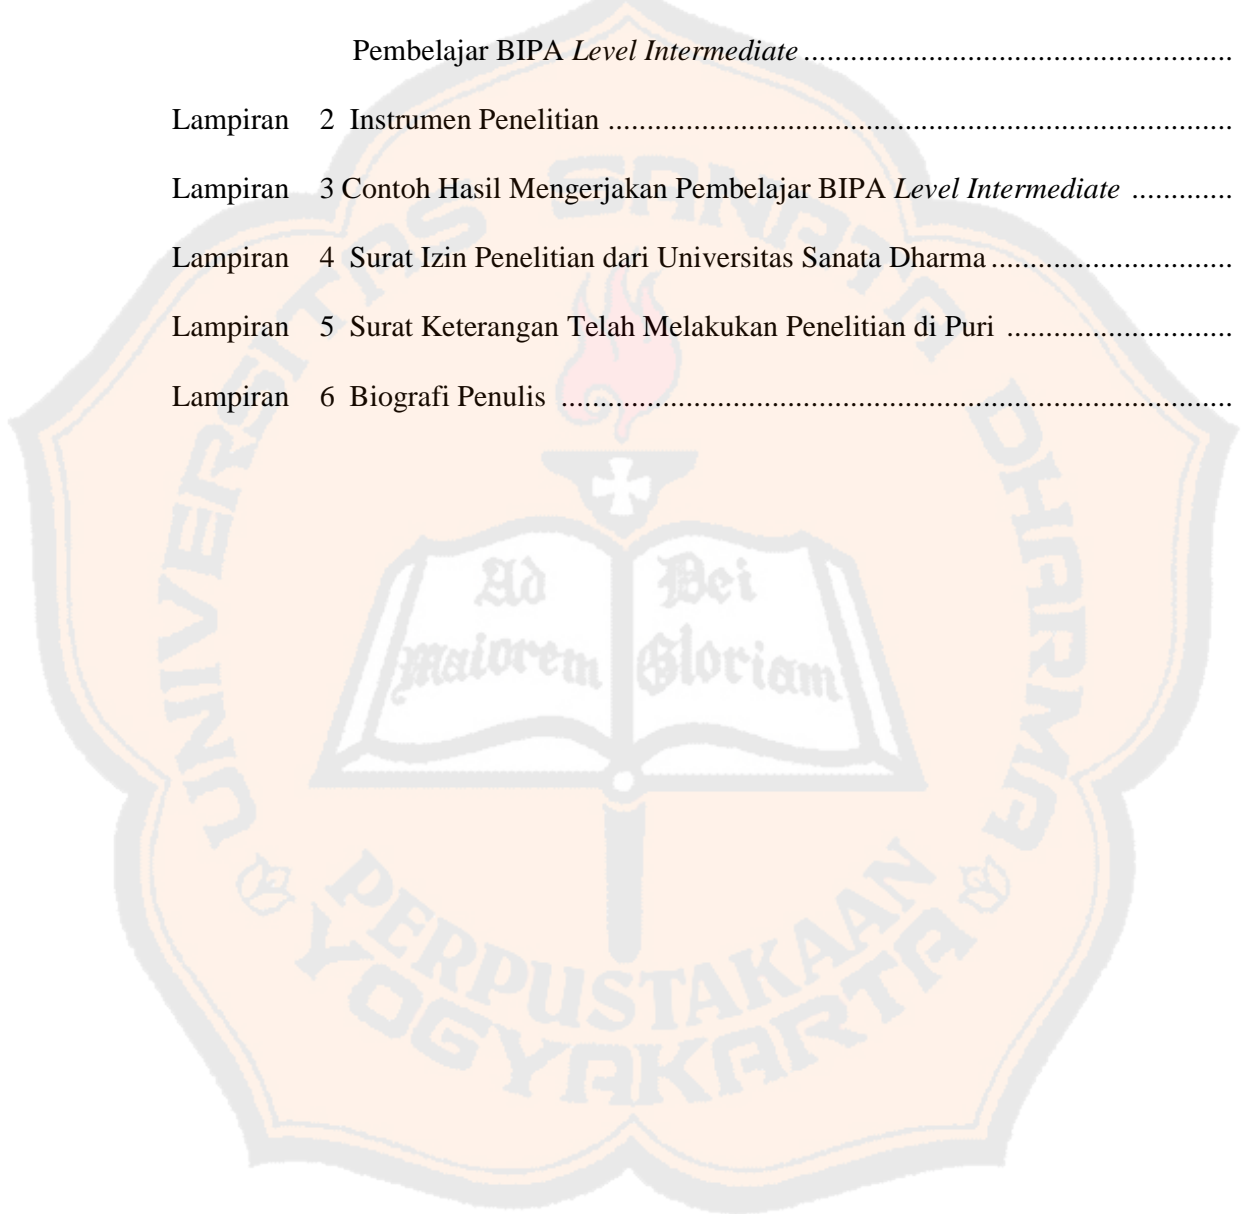 Pembelajar BIPA Level Intermediate ........................................................
Lampiran 2 Instrumen Penelitian .................................................................................
Lampiran 3 Contoh Hasil Mengerjakan Pembelajar BIPA Level Intermediate .............
Lampiran 4 Surat Izin Penelitian dari Universitas Sanata Dharma ...............................
Lampiran 5 Surat Keterangan Telah Melakukan Penelitian di Puri .............................
Lampiran 6 Biografi Penulis .......................................................................................
UNIVERSITAS SANATA DHARMA
Ad Dei
maiorem Gloriam
PERPUSTAKAAN
YOGYAKARTA